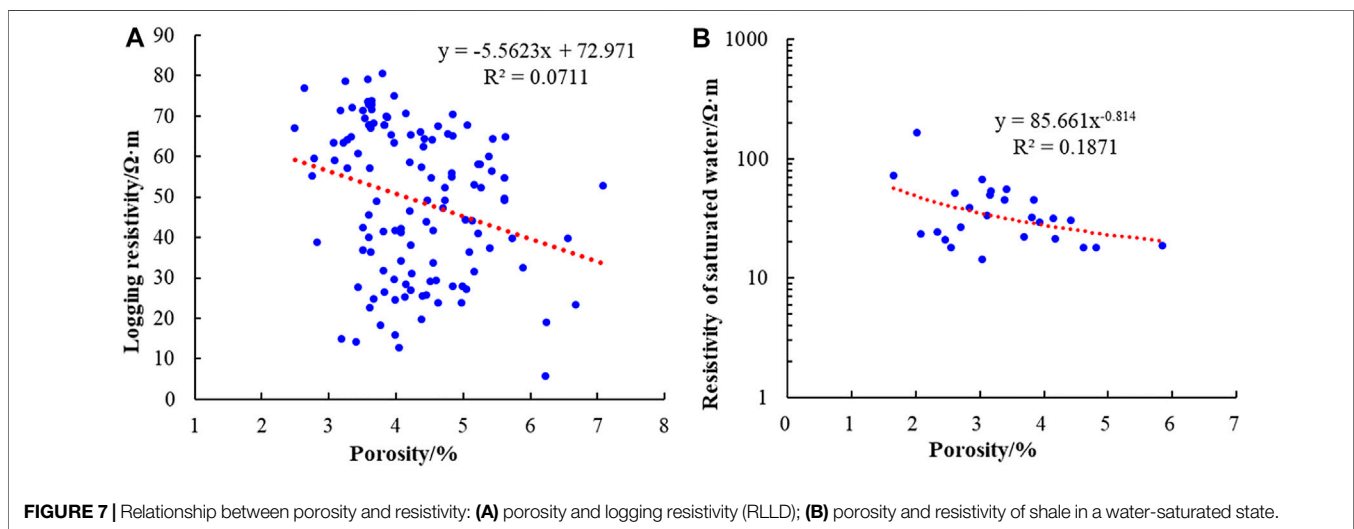 A
y = -5.5623x + 72.971
R² = 0.0711
Logging resistivity/Ω·m
90
80
70
60
50
40
30
20
10
0
1 2 3 4 5 6 7 8
Porosity/%
B
y = 85.661x^-0.814
R² = 0.1871
Resistivity of saturated water/Ω·m
1000
100
10
1
0 1 2 3 4 5 6 7
Porosity/%
FIGURE 7 | Relationship between porosity and resistivity: (A) porosity and logging resistivity (RLLD); (B) porosity and resistivity of shale in a water-saturated state.